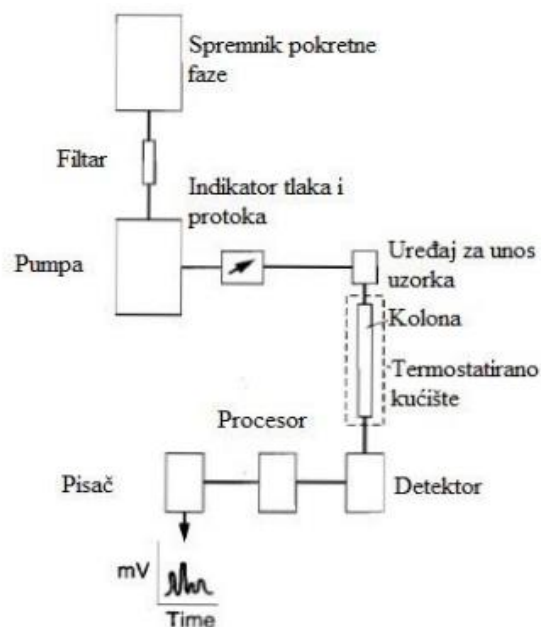 Spremnik pokretne
faze
Filtar
Indikator tlaka i
protoka
Pumpa
Uređaj za unos
uzorka
Kolona
Termostatirano
kućište
Procesor
Pisač
Detektor
mV
Time